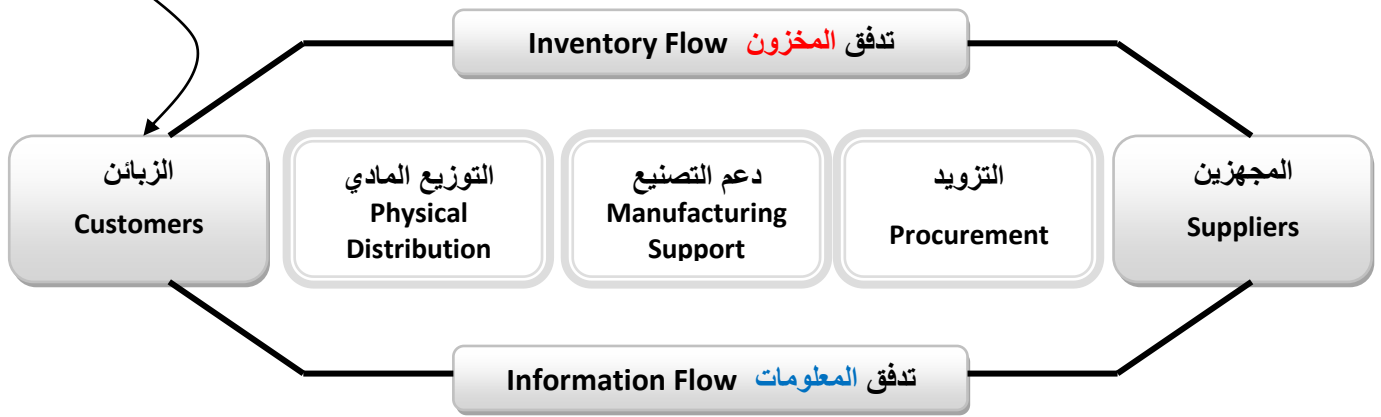 تدفق المخزون Inventory Flow
المجهزين
Suppliers
التزويد
Procurement
دعم التصنيع
Manufacturing
Support
التوزيع المادي
Physical
Distribution
الزبائن
Customers
تدفق المعلومات Information Flow